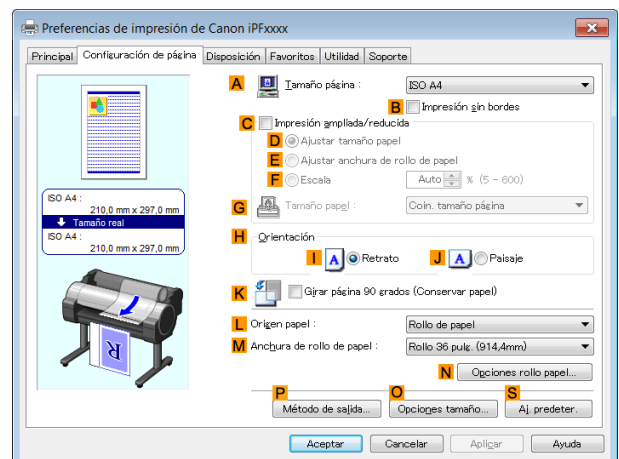 Preferencias de impresión de Canon iPFxxxx
Principal Configuración de página Disposición Favoritos Utilidad Soporte
A Tamaño página : ISO A4
B Impresión sin bordes
C Impresión ampliada/reducida
D Ajustar tamaño papel
E Ajustar anchura de rollo de papel
F Escala Auto % (5 - 600)
G Tamaño papel : Coin. tamaño página
ISO A4 :
210,0 mm x 297,0 mm
Tamaño real
ISO A4 :
210,0 mm x 297,0 mm
H Orientación
I A Retrato J A Paisaje
K Girar página 90 grados (Conservar papel)
L Origen papel : Rollo de papel
M Anchura de rollo de papel : Rollo 36 pulg. (914,4mm)
N Opciones rollo papel...
P O S
Método de salida... Opciones tamaño... Aj. predeter.
Aceptar Cancelar Aplicar Ayuda
R